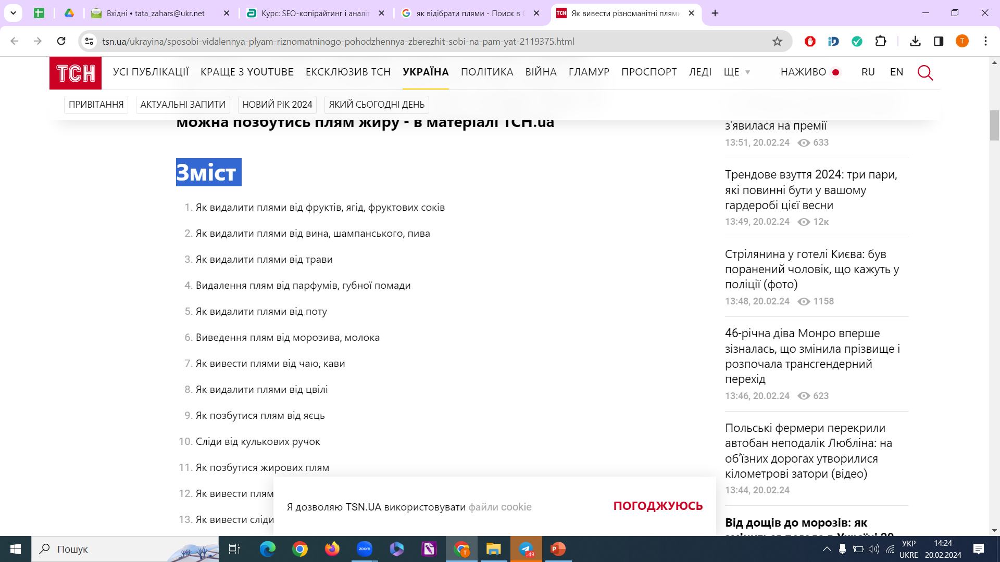 Вхідні • tata_zahars@ukr.net
Курс: SEO-копірайтинг і аналіт
як відібрати плями - Поиск в G
ТСН
Як вивести різноманітні плями
tsn.ua/ukrayina/sposobi-vidalennya-plyam-riznomatninogo-pohodzhennya-zberezhit-sobi-na-pam-yat-2119375.html
T
ТСН
УСІ ПУБЛІКАЦІЇ
КРАЩЕ З YOUTUBE
ЕКСКЛЮЗИВ ТСН
УКРАЇНА
ПОЛІТИКА
ВІЙНА
ГЛАМУР
ПРОСПОРТ
ЛЕДІ
ЩЕ
НАЖИВО
RU
EN
ПРИВІТАННЯ
АКТУАЛЬНІ ЗАПИТИ
НОВИЙ РІК 2024
ЯКИЙ СЬОГОДНІ ДЕНЬ
можна позбутись плям жиру - в матеріалі ТСН.ua
Зміст
1. Як видалити плями від фруктів, ягід, фруктових соків
2. Як видалити плями від вина, шампанського, пива
3. Як видалити плями від трави
4. Видалення плям від парфумів, губної помади
5. Як видалити плями від поту
6. Виведення плям від морозива, молока
7. Як вивести плями від чаю, кави
8. Як видалити плями від цвілі
9. Як позбутися плям від яєць
10. Сліди від кулькових ручок
11. Як позбутися жирових плям
12. Як вивести плям
13. Як вивести сліди
з'явилася на премії
13:51, 20.02.24 633
Трендове взуття 2024: три пари,
які повинні бути у вашому
гардеробі цієї весни
13:49, 20.02.24 12к
Стрілянина у готелі Києва: був
поранений чоловік, що кажуть у
поліції (фото)
13:48, 20.02.24 1158
46-річна діва Монро вперше
зізналась, що змінила прізвище і
розпочала трансгендерний
перехід
13:46, 20.02.24 623
Польські фермери перекрили
автобан неподалік Любліна: на
об’їзних дорогах утворилися
кілометрові затори (відео)
13:44, 20.02.24
Від дощів до морозів: як
зміниться погода в Україні 20
Я дозволяю TSN.UA використовувати файли cookie
ПОГОДЖУЮСЬ
Пошук
zoom
T
..49
P
УКР
UKRE
14:24
20.02.2024